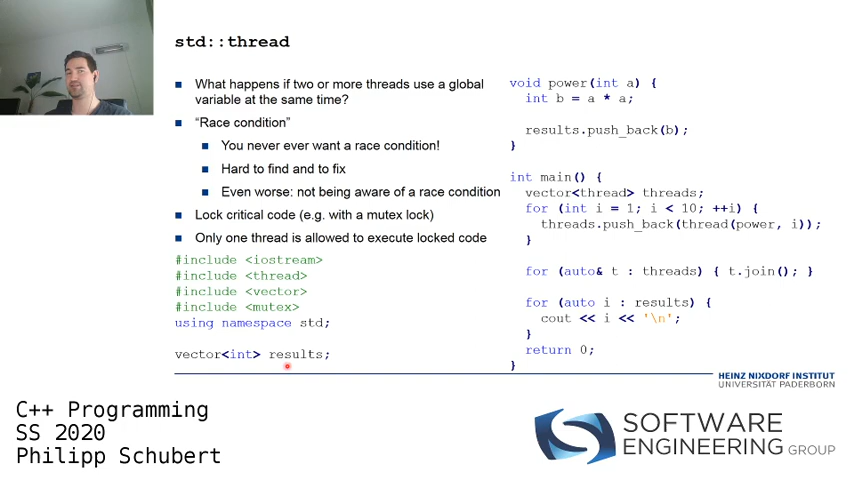 std::thread
What happens if two or more threads use a global
variable at the same time?
“Race condition”
You never ever want a race condition!
Hard to find and to fix
Even worse: not being aware of a race condition
Lock critical code (e.g. with a mutex lock)
Only one thread is allowed to execute locked code
#include <iostream>
#include <thread>
#include <vector>
#include <mutex>
using namespace std;
vector<int> results;
void power(int a) {
int b = a * a;
results.push_back(b);
}
int main() {
vector<thread> threads;
for (int i = 1; i < 10; ++i) {
threads.push_back(thread(power, i));
}
for (auto& t : threads) { t.join(); }
for (auto i : results) {
cout << i << '\n';
}
return 0;
}
HEINZ NIXDORF INSTITUT
UNIVERSITÄT PADERBORN
C++ Programming
SS 2020
Philipp Schubert
SOFTWARE
ENGINEERING GROUP